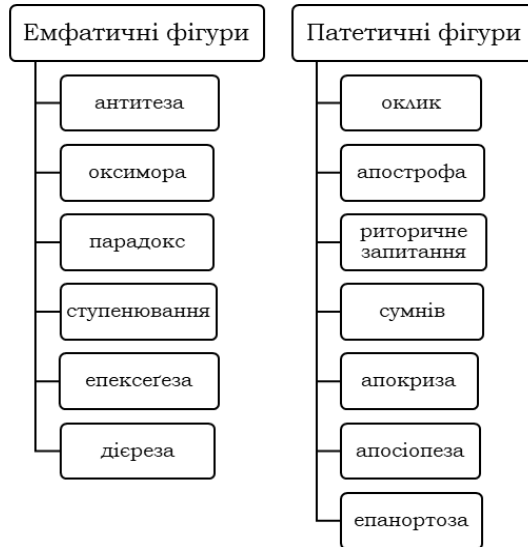 Емфатичні фігури
антитеза
оксимора
парадокс
ступенювання
епексеґеза
дієреза
Патетичні фігури
оклик
апострофа
риторичне
запитання
сумнів
апокриза
апосіопеза
епанортоза